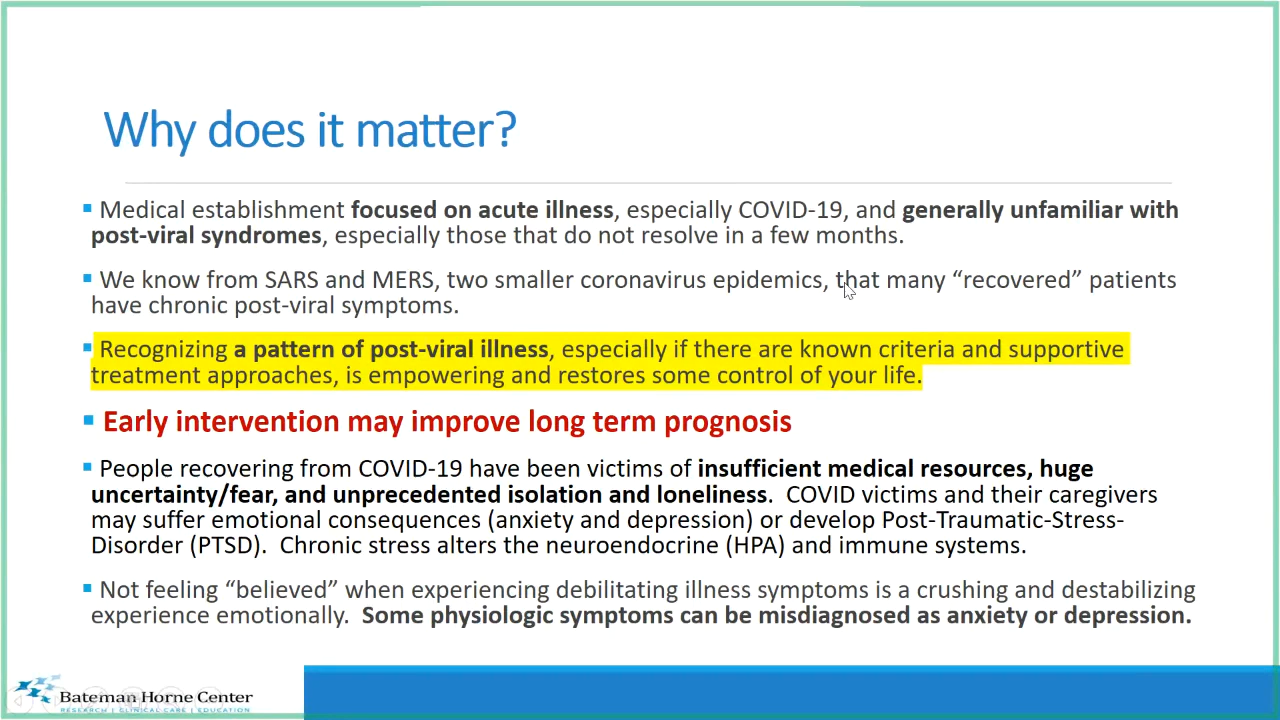 Why does it matter?
Medical establishment focused on acute illness, especially COVID-19, and generally unfamiliar with
post-viral syndromes, especially those that do not resolve in a few months.
We know from SARS and MERS, two smaller coronavirus epidemics, that many “recovered” patients
have chronic post-viral symptoms.
Recognizing a pattern of post-viral illness, especially if there are known criteria and supportive
treatment approaches, is empowering and restores some control of your life.
Early intervention may improve long term prognosis
People recovering from COVID-19 have been victims of insufficient medical resources, huge
uncertainty/fear, and unprecedented isolation and loneliness. COVID victims and their caregivers
may suffer emotional consequences (anxiety and depression) or develop Post-Traumatic-Stress-
Disorder (PTSD). Chronic stress alters the neuroendocrine (HPA) and immune systems.
Not feeling “believed” when experiencing debilitating illness symptoms is a crushing and destabilizing
experience emotionally. Some physiologic symptoms can be misdiagnosed as anxiety or depression.
Bateman Horne Center
RESEARCH | CLINICAL CARE | EDUCATION